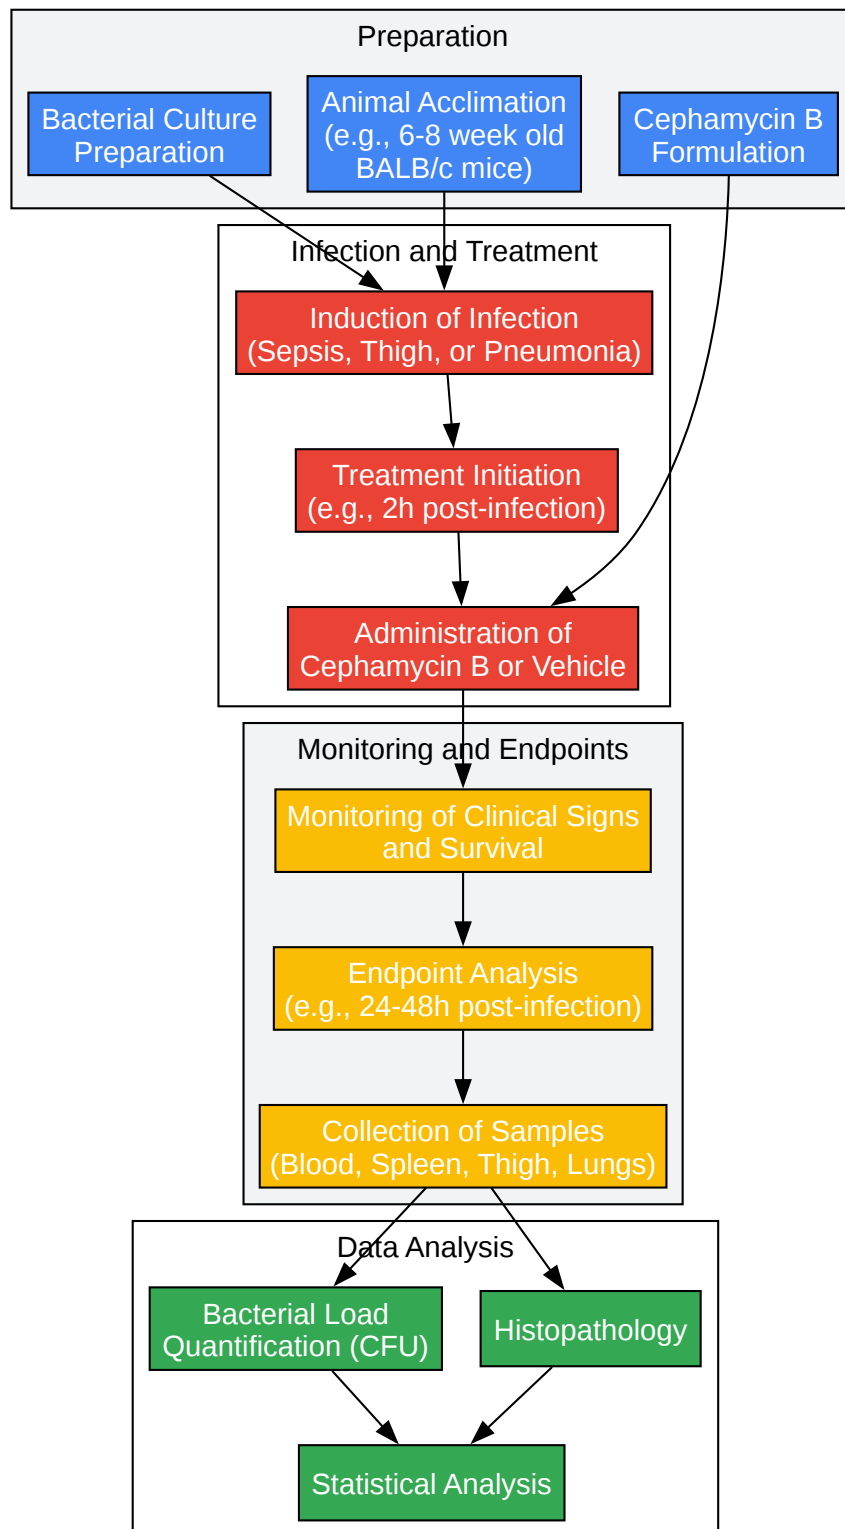 Preparation
Bacterial Culture
Preparation
Animal Acclimation
(e.g., 6-8 week old
BALB/c mice)
Cephamycin B
Formulation
Infection and Treatment
Induction of Infection
(Sepsis, Thigh, or Pneumonia)
Treatment Initiation
(e.g., 2h post-infection)
Administration of
Cephamycin B or Vehicle
Monitoring and Endpoints
Monitoring of Clinical Signs
and Survival
Endpoint Analysis
(e.g., 24-48h post-infection)
Collection of Samples
(Blood, Spleen, Thigh, Lungs)
Data Analysis
Bacterial Load
Quantification (CFU)
Histopathology
Statistical Analysis